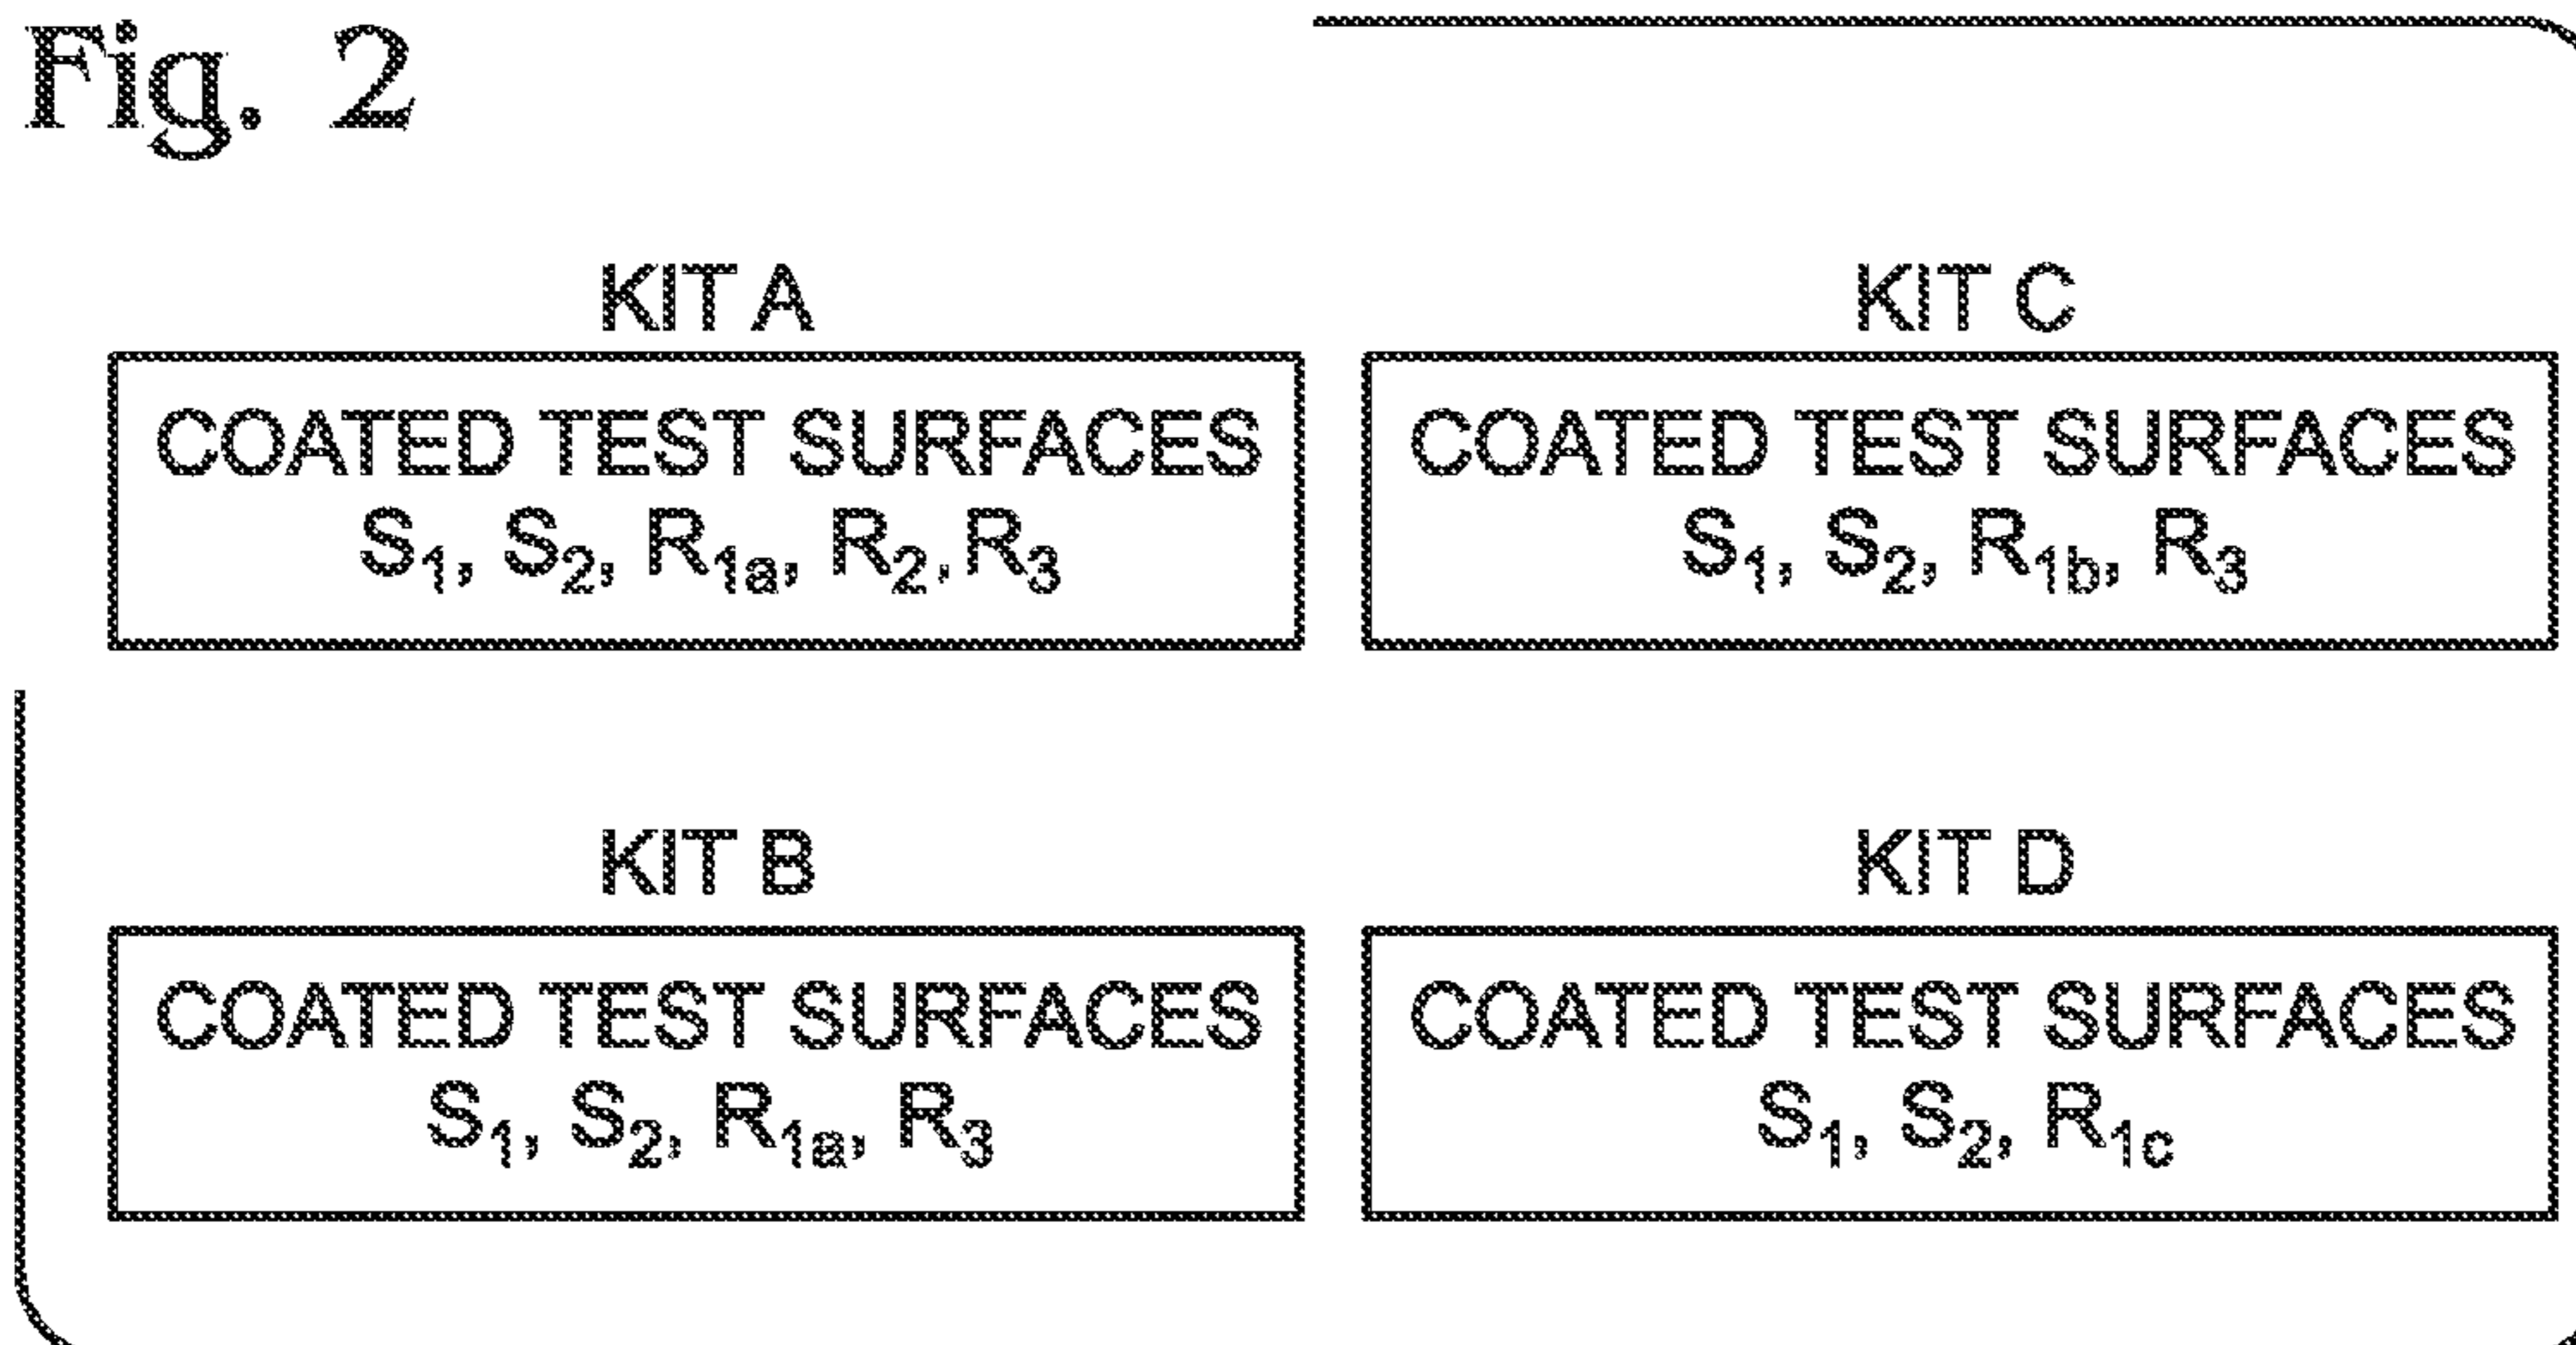 Fig. 2
KIT A
COATED TEST SURFACES
S₁, S₂, R₁ₐ, R₂, R₃
KIT C
COATED TEST SURFACES
S₁, S₂, R₁b, R₃
KIT B
COATED TEST SURFACES
S₁, S₂, R₁ₐ, R₃
KIT D
COATED TEST SURFACES
S₁, S₂, R₁c